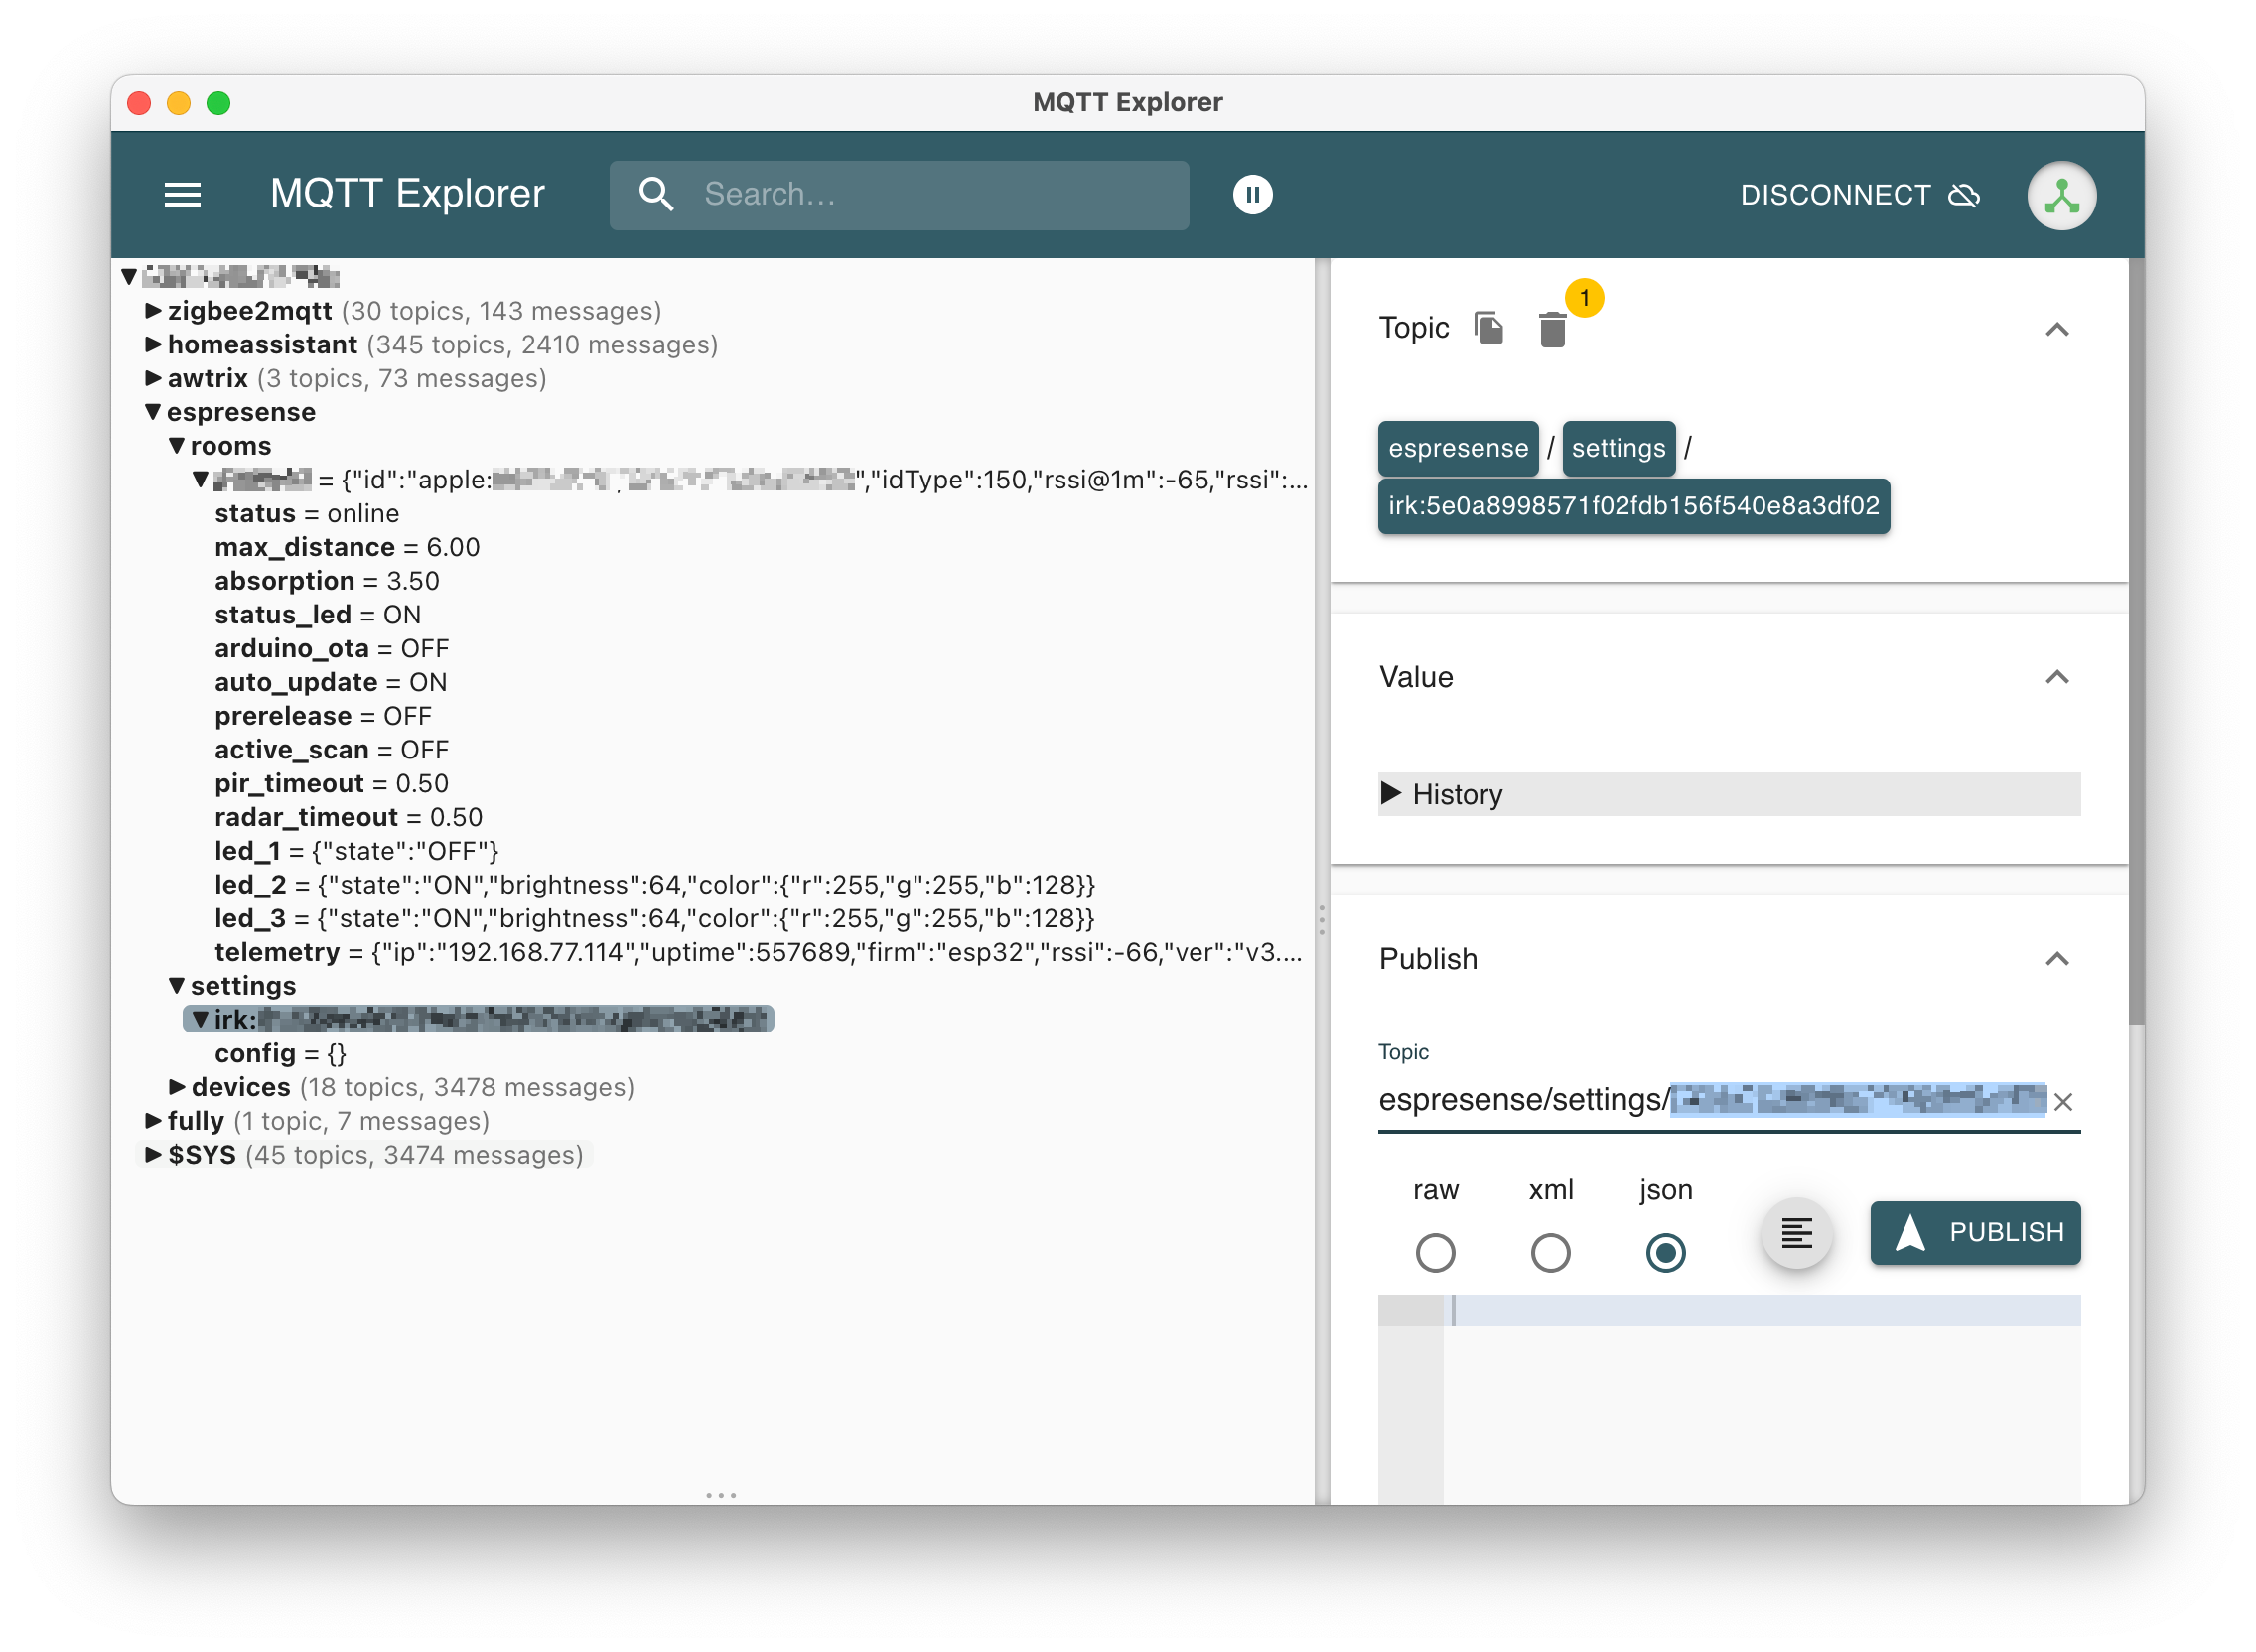 MQTT Explorer
MQTT Explorer
Search...
DISCONNECT
zigbee2mqtt (30 topics, 143 messages)
homeassistant (345 topics, 2410 messages)
awtrix (3 topics, 73 messages)
espresense
rooms
= {"id":"apple: ","idType":150,"rssi@1m":-65,"rssi":...
status = online
max_distance = 6.00
absorption = 3.50
status_led = ON
arduino_ota = OFF
auto_update = ON
prerelease = OFF
active_scan = OFF
pir_timeout = 0.50
radar_timeout = 0.50
led_1 = {"state":"OFF"}
led_2 = {"state":"ON","brightness":64,"color":{"r":255,"g":255,"b":128}}
led_3 = {"state":"ON","brightness":64,"color":{"r":255,"g":255,"b":128}}
telemetry = {"ip":"192.168.77.114","uptime":557689,"firm":"esp32","rssi":-66,"ver":"v3....
settings
irk:
config = {}
devices (18 topics, 3478 messages)
fully (1 topic, 7 messages)
$SYS (45 topics, 3474 messages)
Topic
1
espresense / settings /
irk:5e0a8998571f02fdb156f540e8a3df02
Value
History
Publish
Topic
espresense/settings/
raw xml json
PUBLISH